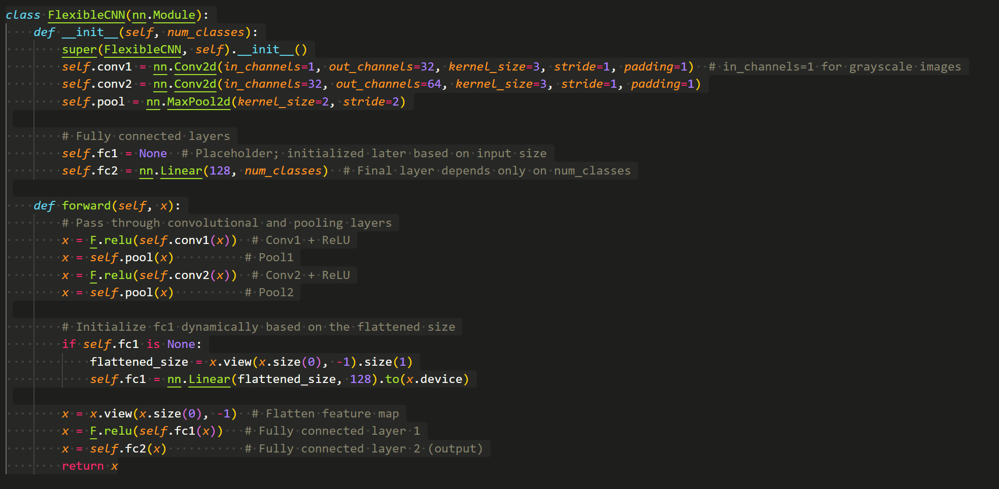 class FlexibleCNN(nn.Module):
    def __init__(self, num_classes):
        super(FlexibleCNN, self).__init__()
        self.conv1 = nn.Conv2d(in_channels=1, out_channels=32, kernel_size=3, stride=1, padding=1)  # in_channels=1 for grayscale images
        self.conv2 = nn.Conv2d(in_channels=32, out_channels=64, kernel_size=3, stride=1, padding=1)
        self.pool = nn.MaxPool2d(kernel_size=2, stride=2)

        # Fully connected layers
        self.fc1 = None  # Placeholder; initialized later based on input size
        self.fc2 = nn.Linear(128, num_classes)  # Final layer depends only on num_classes

    def forward(self, x):
        # Pass through convolutional and pooling layers
        x = F.relu(self.conv1(x))  # Conv1 + ReLU
        x = self.pool(x)          # Pool1
        x = F.relu(self.conv2(x))  # Conv2 + ReLU
        x = self.pool(x)          # Pool2

        # Initialize fc1 dynamically based on the flattened size
        if self.fc1 is None:
            flattened_size = x.view(x.size(0), -1).size(1)
            self.fc1 = nn.Linear(flattened_size, 128).to(x.device)

        x = x.view(x.size(0), -1)  # Flatten feature map
        x = F.relu(self.fc1(x))   # Fully connected layer 1
        x = self.fc2(x)           # Fully connected layer 2 (output)
        return x